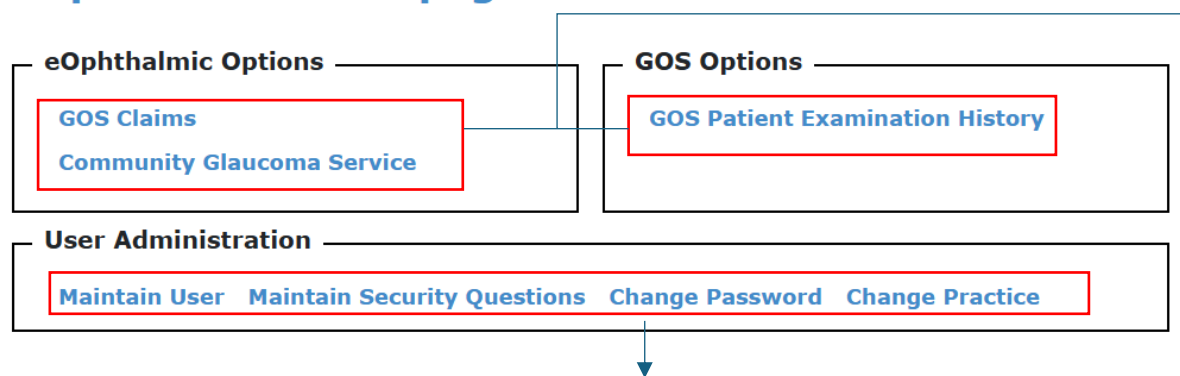 eOphthalmic Options
GOS Claims
Community Glaucoma Service
GOS Options
GOS Patient Examination History
User Administration
Maintain User Maintain Security Questions Change Password Change Practice